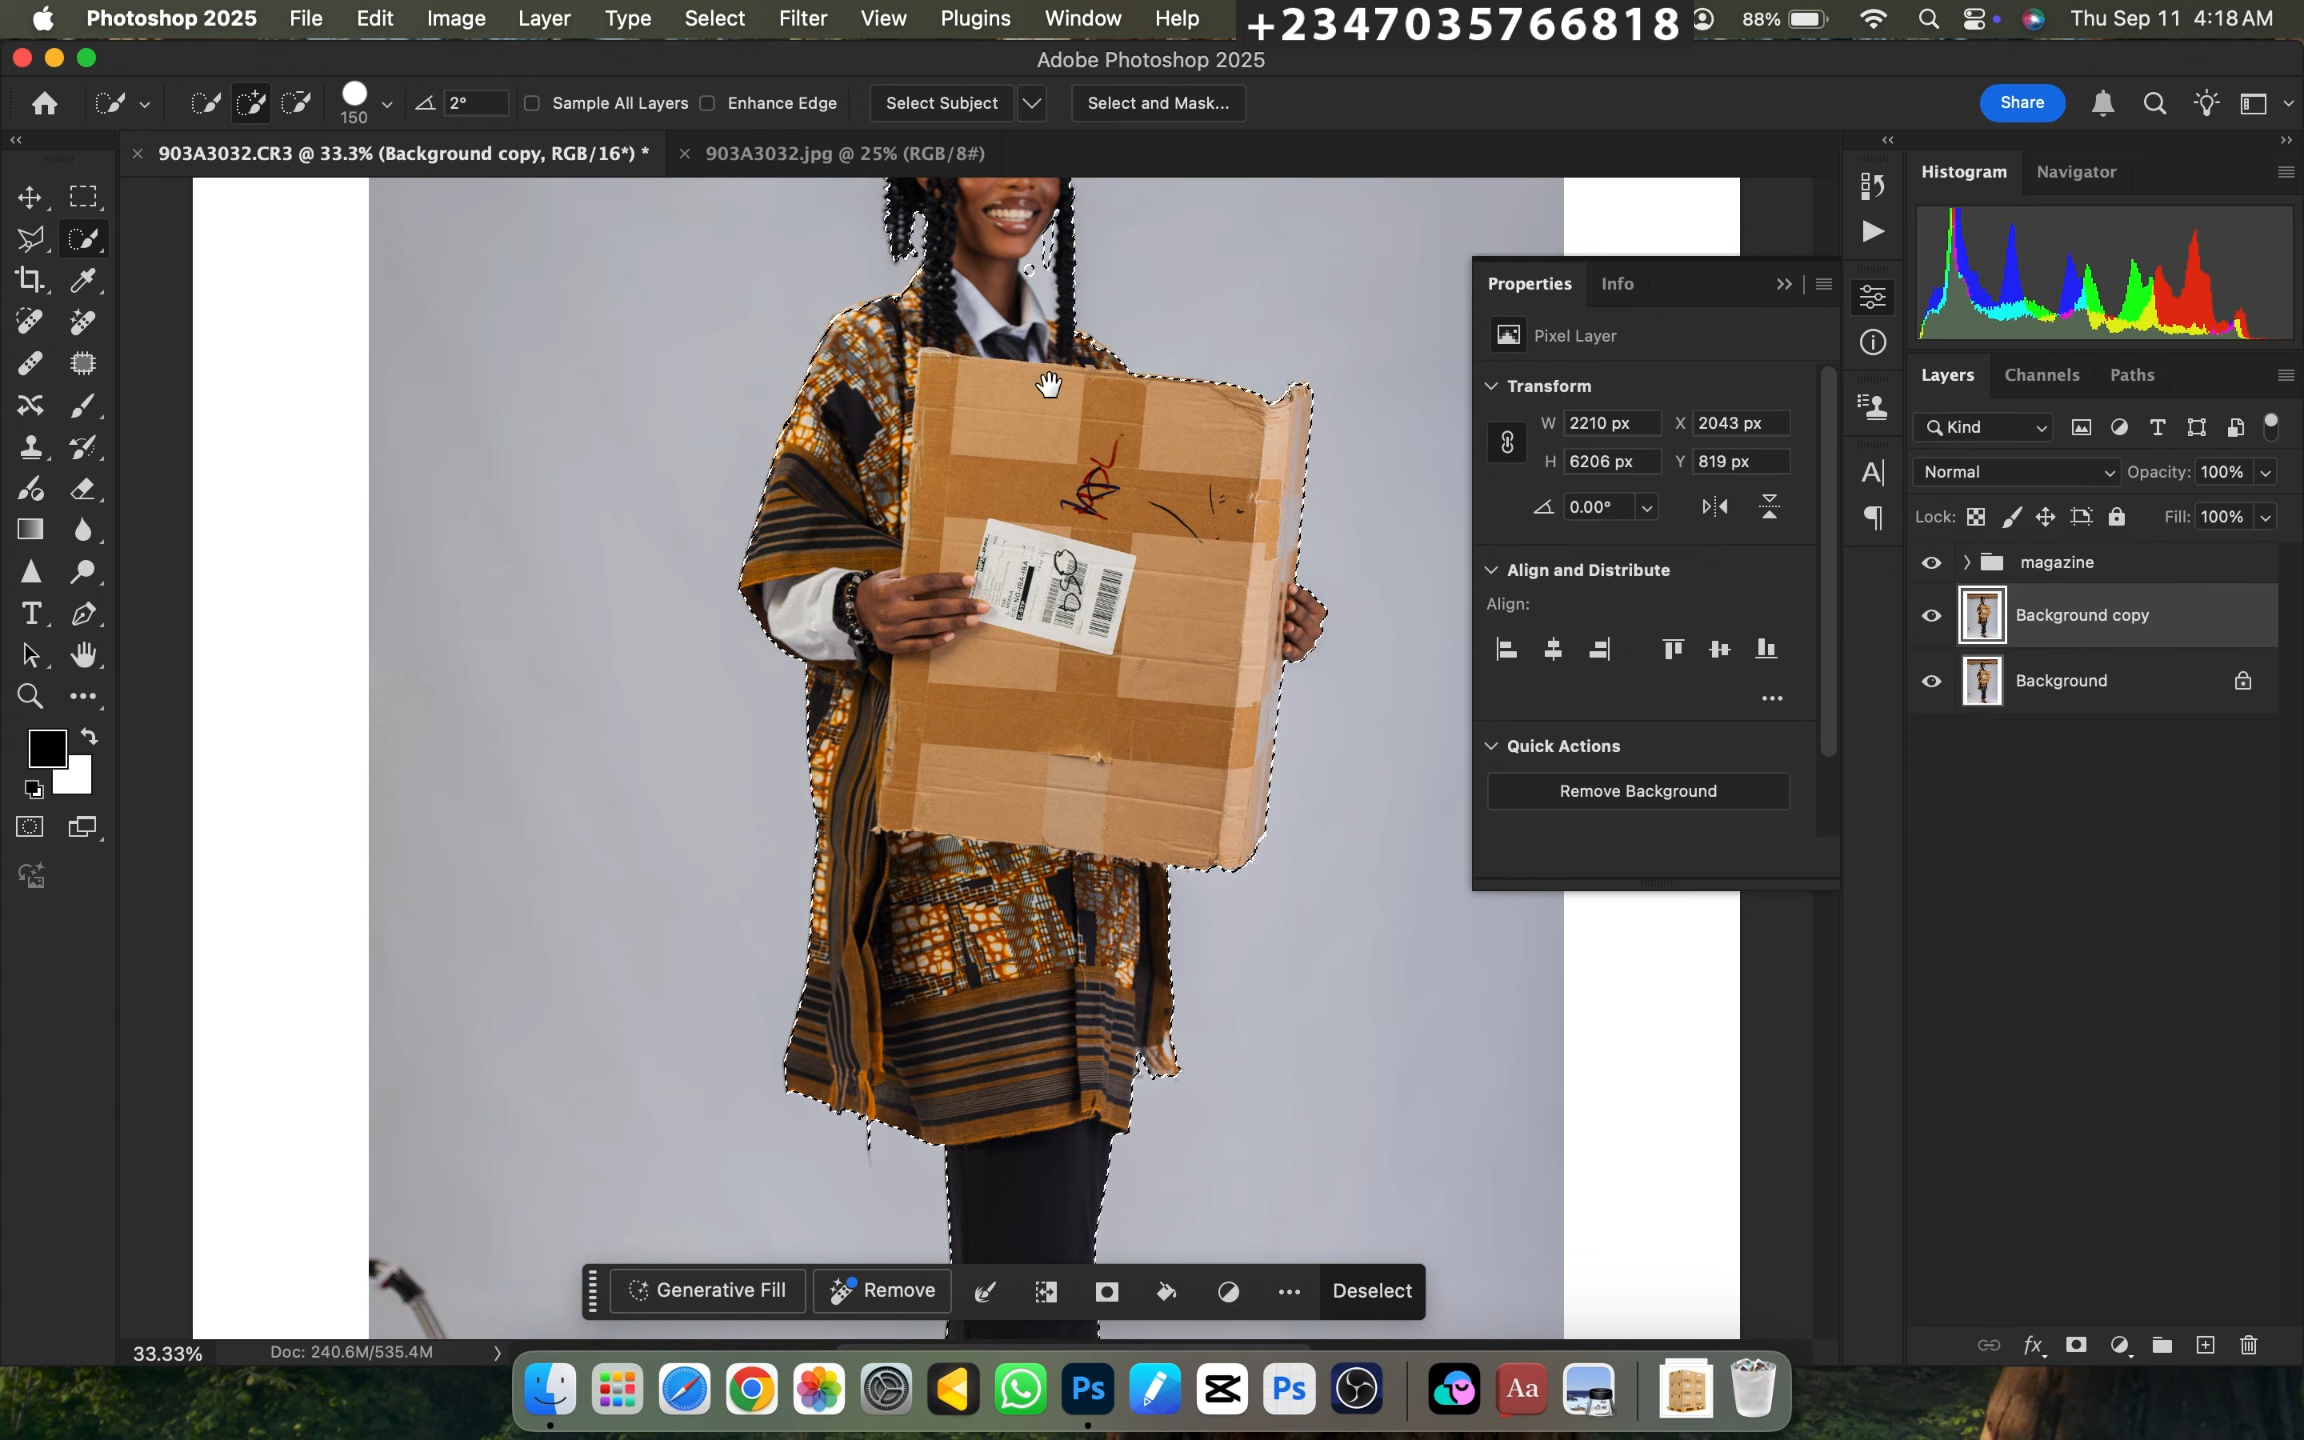 Photoshop 2025 File Edit Image Layer Type Select Filter View Plugins Window Help +2347035766818 88% Thu Sep 11 4:18 AM
Adobe Photoshop 2025
150 2° Sample All Layers Enhance Edge Select Subject Select and Mask... Share
903A3032.CR3 @ 33.3% (Background copy, RGB/16*) * 903A3032.jpg @ 25% (RGB/8#)
Histogram Navigator
Properties Info
Pixel Layer
Transform
W 2210 px X 2043 px
H 6206 px Y 819 px
0.00°
Align and Distribute
Align:
Quick Actions
Remove Background
Layers Channels Paths
Kind
Normal Opacity: 100%
Lock: Fill: 100%
magazine
Background copy
Background
DSC
Generative Fill Remove Deselect
33.33% Doc: 240.6M/535.4M
Ps Ps Aa